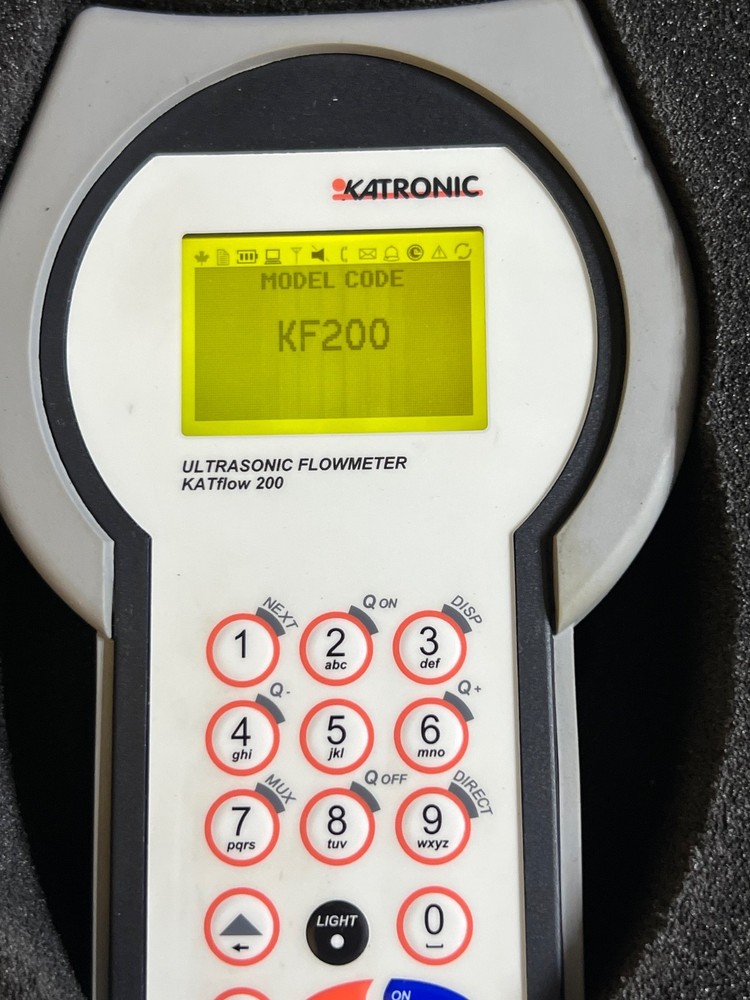 KATRONIC
MODEL CODE
KF200
ULTRASONIC FLOWMETER
KATflow 200
NEXT Q ON DISP
1 2 abc 3 def
Q- Q+
4 ghi 5 jkl 6 mno
MUX Q OFF DIRECT
7 pqrs 8 tuv 9 wxyz
LIGHT 0
ON